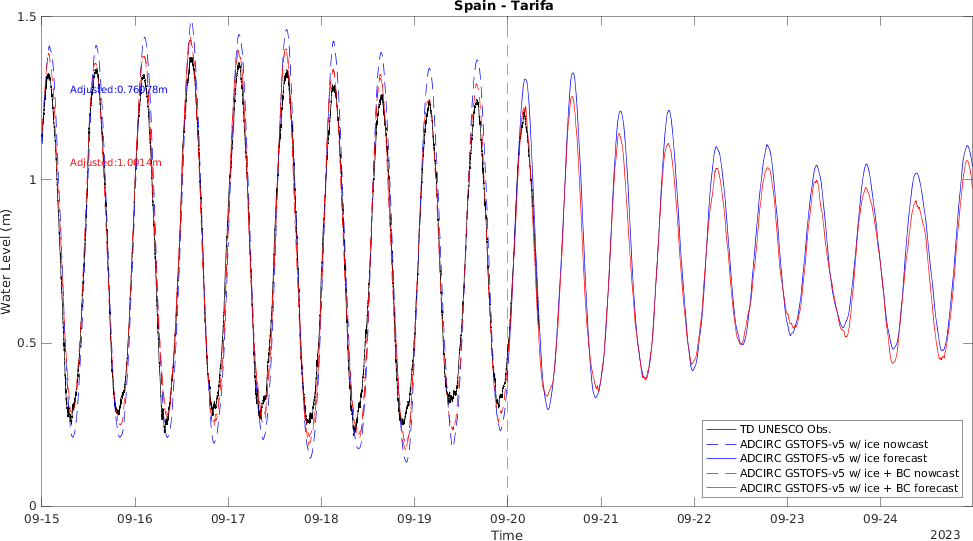 Spain - Tarifa
1.5
Adjusted:0.76078m
Adjusted:1.0014m
1
Water Level (m)
0.5
TD UNESCO Obs.
ADCIRC GSTOFS-v5 w/ ice nowcast
ADCIRC GSTOFS-v5 w/ ice forecast
ADCIRC GSTOFS-v5 w/ ice + BC nowcast
ADCIRC GSTOFS-v5 w/ ice + BC forecast
0
09-15 09-16 09-17 09-18 09-19 09-20 09-21 09-22 09-23 09-24
Time
2023